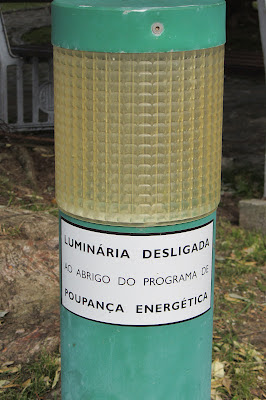 LUMINÁRIA DESLIGADA
AO ABRIGO DO PROGRAMA DE
POUPANÇA ENERGÉTICA